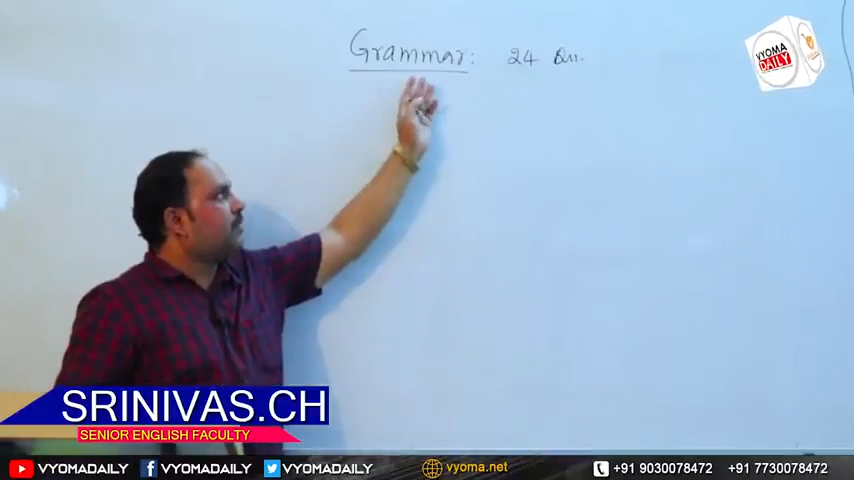 Grammar: 24 Qu.
VYOMA
DAILY
SRINIVAS.CH
SENIOR ENGLISH FACULTY
VYOMADAILY VYOMADAILY VYOMADAILY vyoma.net +91 9030078472 +91 7730078472